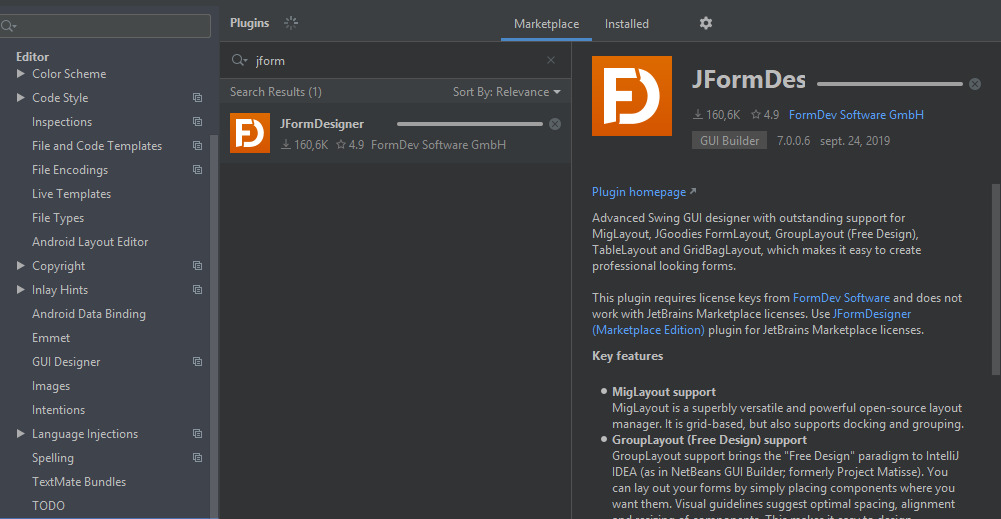 Editor
Color Scheme
Code Style
Inspections
File and Code Templates
File Encodings
Live Templates
File Types
Android Layout Editor
Copyright
Inlay Hints
Android Data Binding
Emmet
GUI Designer
Images
Intentions
Language Injections
Spelling
TextMate Bundles
TODO
Plugins
Marketplace
Installed
jform
Search Results (1)
Sort By: Relevance
JFormDesigner
160,6K 4.9 FormDev Software GmbH
JFormDes
160,6K 4.9 FormDev Software GmbH
GUI Builder 7.0.0.6 sept. 24, 2019
Plugin homepage
Advanced Swing GUI designer with outstanding support for
MigLayout, JGoodies FormLayout, GroupLayout (Free Design),
TableLayout and GridBagLayout, which makes it easy to create
professional looking forms.
This plugin requires license keys from FormDev Software and does not
work with JetBrains Marketplace licenses. Use JFormDesigner
(Marketplace Edition) plugin for JetBrains Marketplace licenses.
Key features
MigLayout support
MigLayout is a superbly versatile and powerful open-source layout
manager. It is grid-based, but also supports docking and grouping.
GroupLayout (Free Design) support
GroupLayout support brings the "Free Design" paradigm to IntelliJ
IDEA (as in NetBeans GUI Builder; formerly Project Matisse). You
can lay out your forms by simply placing components where you
want them. Visual guidelines suggest optimal spacing, alignment